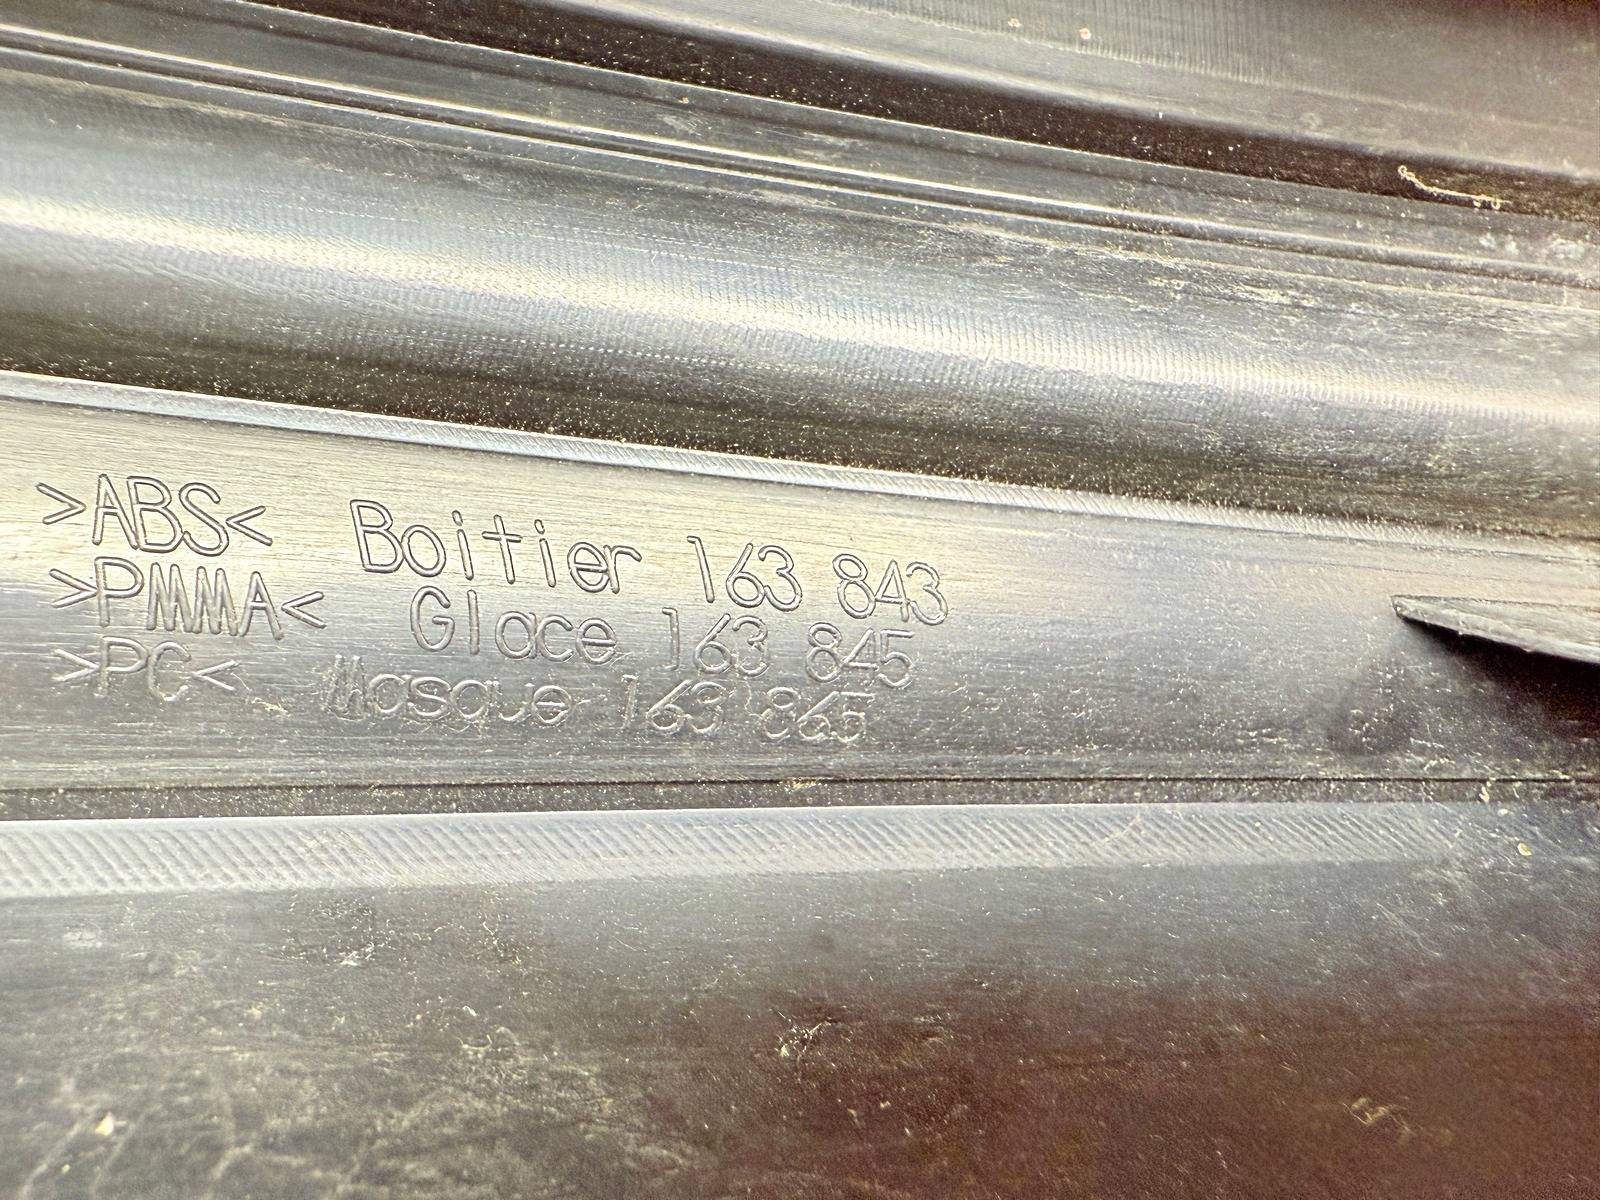 >ABS< Boitier 163 843
>PMMA< Glace 163 845
>PC< Masque 163 865